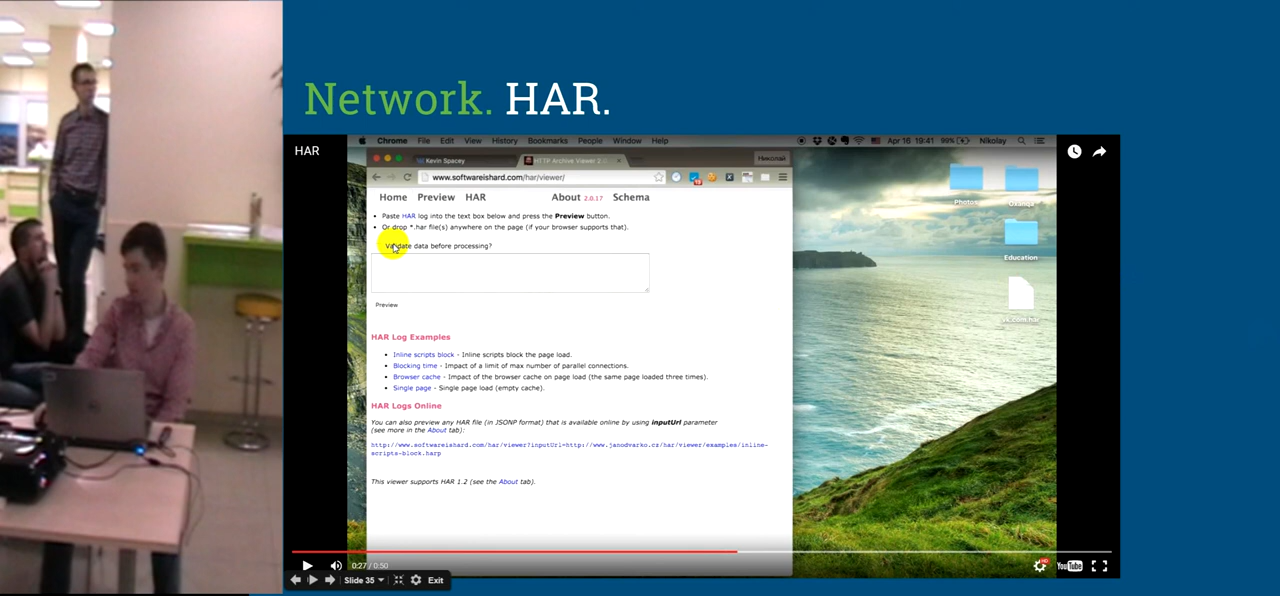 Network. HAR.
HAR
Chrome File Edit View History Bookmarks People Window Help
Apr 16 19:41 99% Nikolay
Kevin Spacey
HTTP Archive Viewer 2.0
Николай
www.softwareishard.com/har/viewer/
Home Preview HAR About 2.0.17 Schema
Paste HAR log into the text box below and press the Preview button.
Or drop *.har file(s) anywhere on the page (if your browser supports that).
Validate data before processing?
Preview
HAR Log Examples
Inline scripts block - Inline scripts block the page load.
Blocking time - Impact of a limit of max number of parallel connections.
Browser cache - Impact of the browser cache on page load (the same page loaded three times).
Single page - Single page load (empty cache).
HAR Logs Online
You can also preview any HAR file (in JSONP format) that is available online by using inputUrl parameter
(see more in the About tab):
http://www.softwareishard.com/har/viewer?inputUrl=http://www.janodvarko.cz/har/viewer/examples/inline-
scripts-block.harp
This viewer supports HAR 1.2 (see the About tab).
Photos
Education
0:27 / 0:50
HD
YouTube
Slide 35
Exit